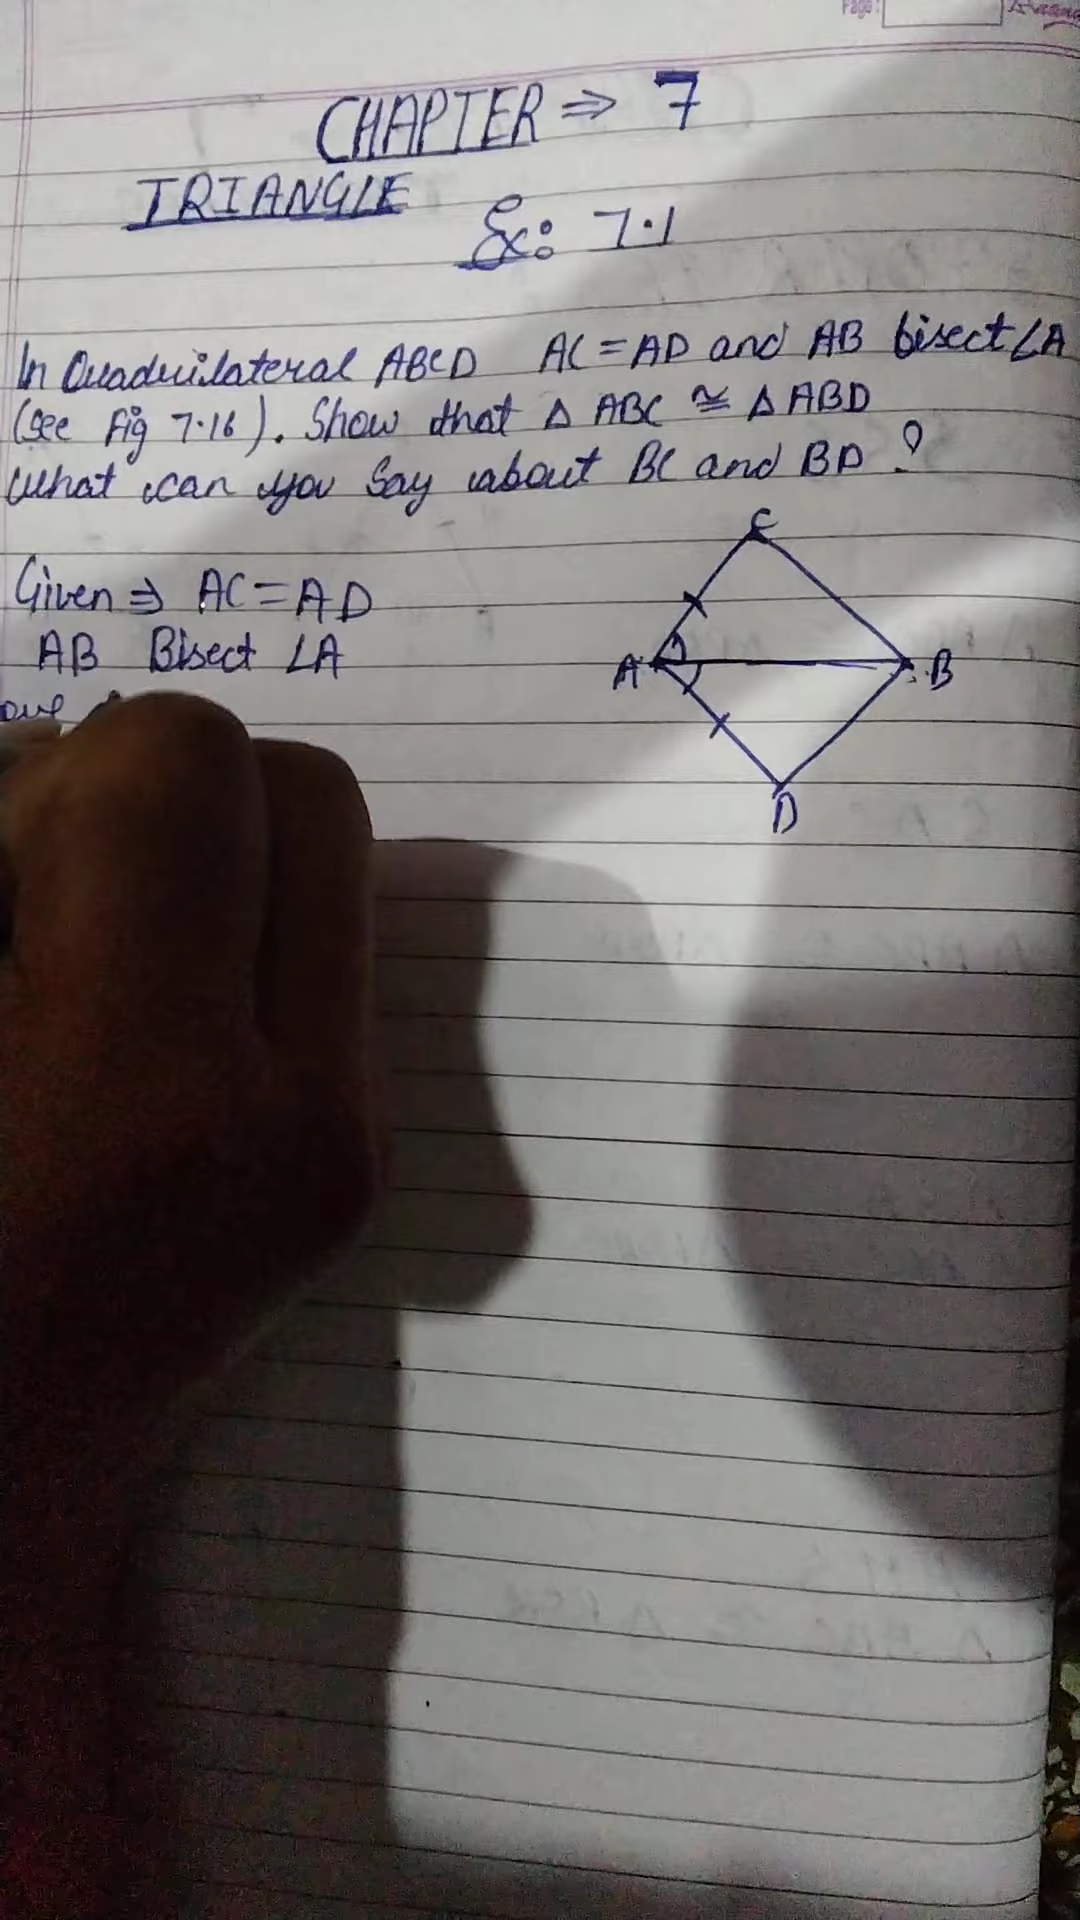 Page:
CHAPTER ⇒ 7
TRIANGLE
Ex: 7.1
In Quadrilateral ABCD AC = AD and AB bisect ∠A
(see fig 7.16). Show that △ ABC ≅ △ ABD
What can you Say about BC and BD ?
Given ⇒ AC = AD
AB Bisect ∠A
C
A
B
D